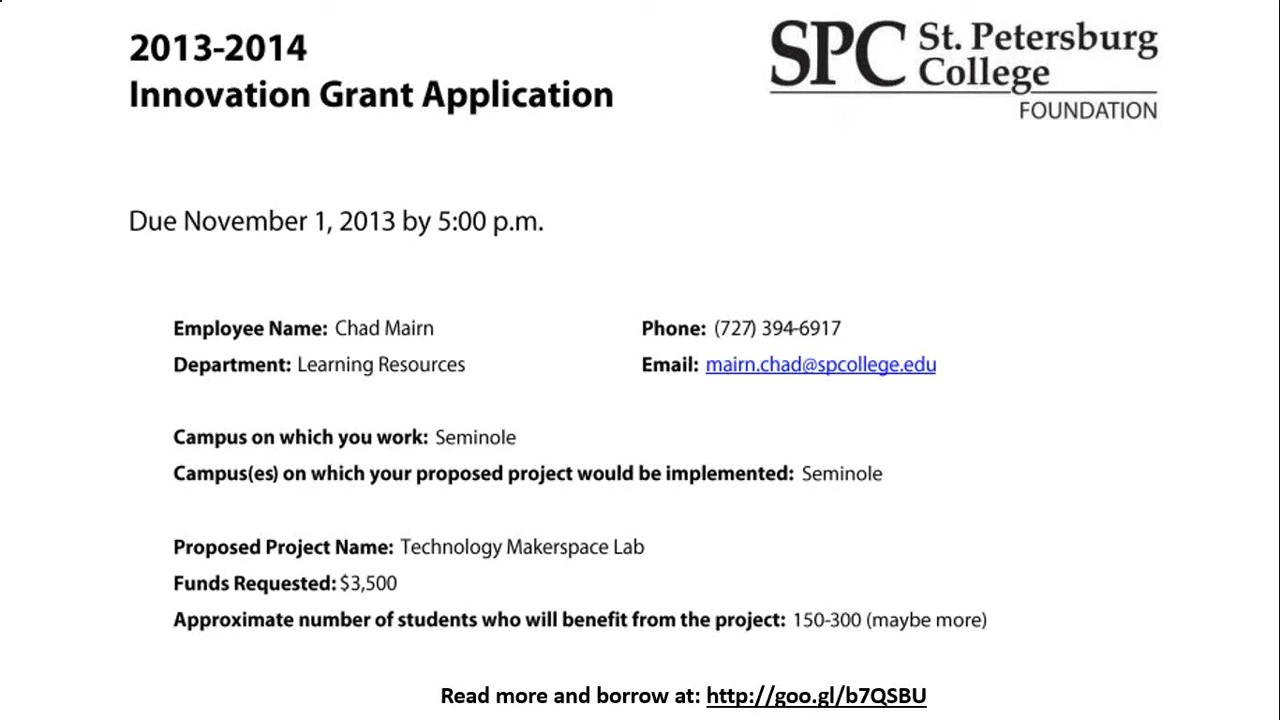 2013-2014
Innovation Grant Application
SPC St. Petersburg
College
FOUNDATION
Due November 1, 2013 by 5:00 p.m.
Employee Name: Chad Mairn
Phone: (727) 394-6917
Department: Learning Resources
Email: mairn.chad@spcollege.edu
Campus on which you work: Seminole
Campus(es) on which your proposed project would be implemented: Seminole
Proposed Project Name: Technology Makerspace Lab
Funds Requested: $3,500
Approximate number of students who will benefit from the project: 150-300 (maybe more)
Read more and borrow at: http://goo.gl/b7QSBU